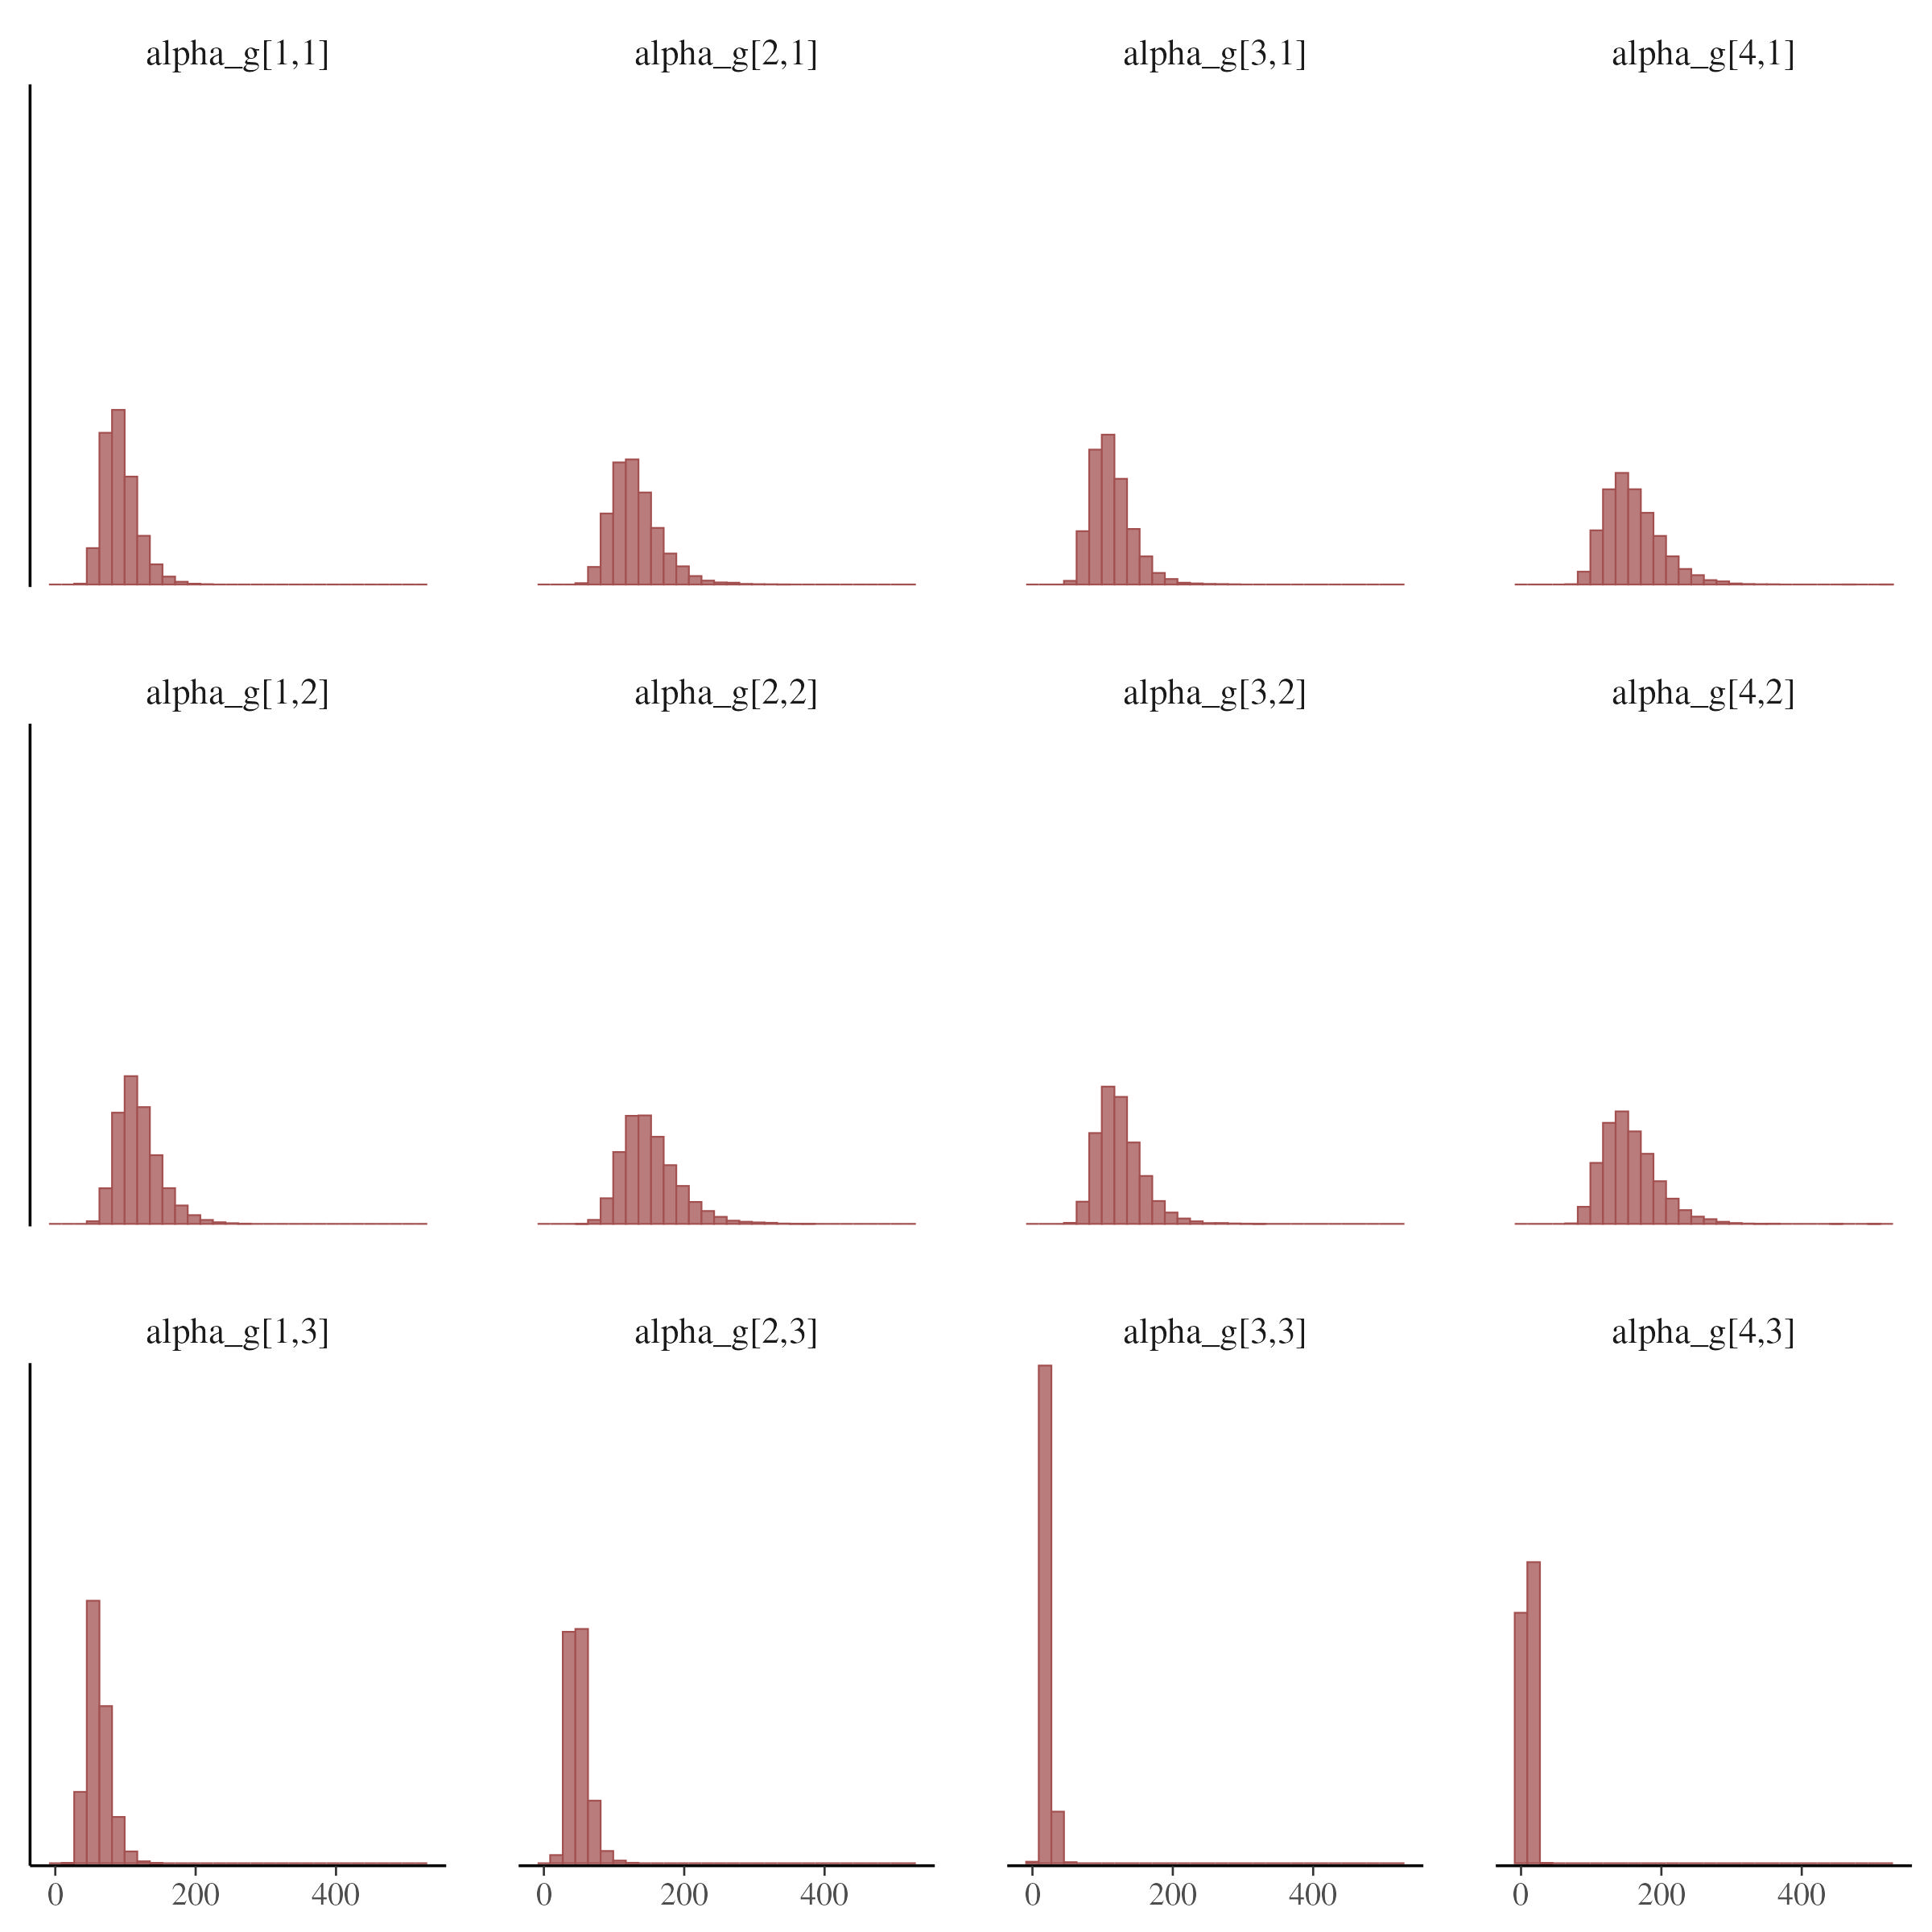 alpha_g[1,1] alpha_g[2,1] alpha_g[3,1] alpha_g[4,1]
alpha_g[1,2] alpha_g[2,2] alpha_g[3,2] alpha_g[4,2]
alpha_g[1,3] alpha_g[2,3] alpha_g[3,3] alpha_g[4,3]
0 200 400 0 200 400 0 200 400 0 200 400